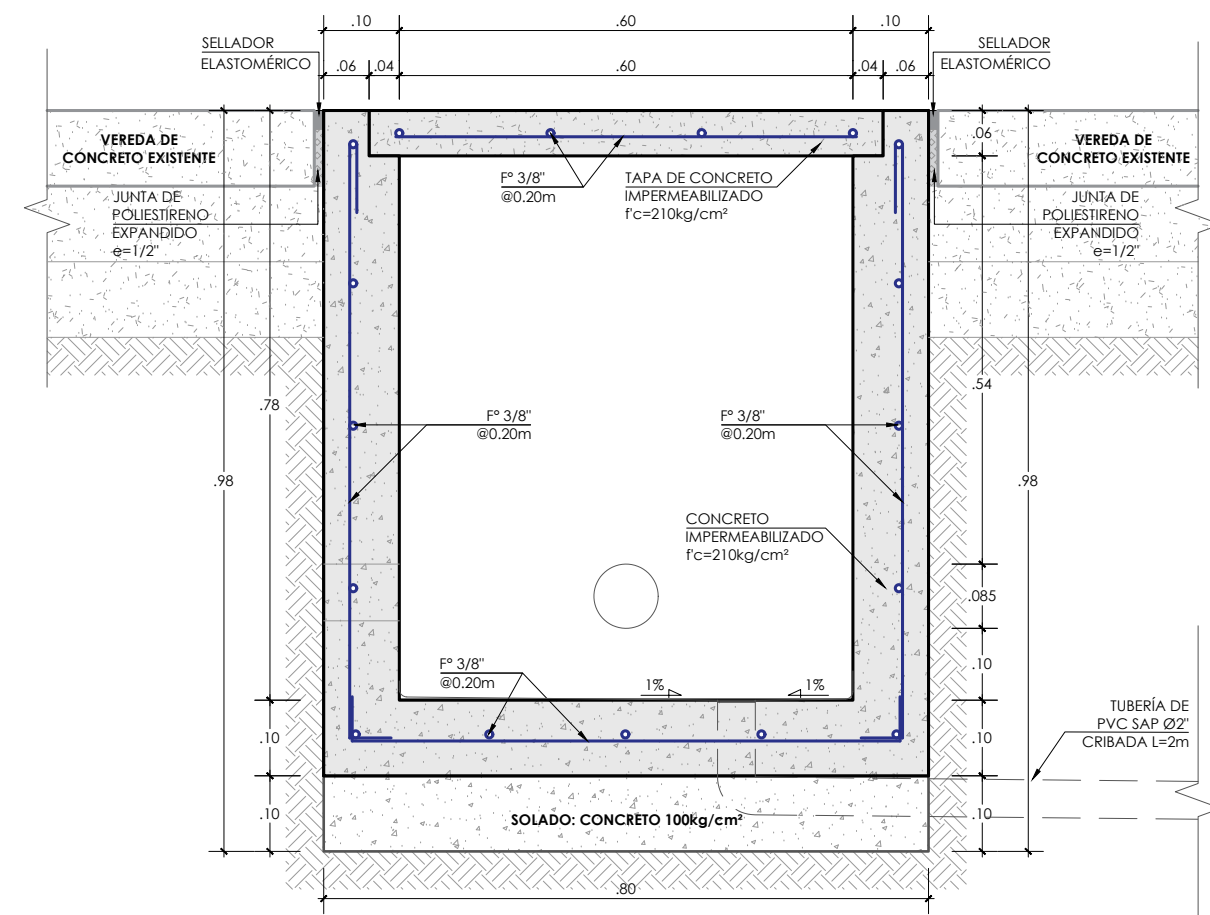 .10
.60
.10
SELLADOR
ELASTOMÉRICO
SELLADOR
ELASTOMÉRICO
.06
.04
.60
.04
.06
VEREDA DE
CONCRETO EXISTENTE
.06
VEREDA DE
CONCRETO EXISTENTE
F° 3/8"
@0.20m
TAPA DE CONCRETO
IMPERMEABILIZADO
f'c=210kg/cm²
JUNTA DE
POLIESTIRENO
EXPANDIDO
e=1/2"
JUNTA DE
POLIESTIRENO
EXPANDIDO
e=1/2"
.78
.54
F° 3/8"
@0.20m
F° 3/8"
@0.20m
.98
.98
CONCRETO
IMPERMEABILIZADO
f'c=210kg/cm²
.085
F° 3/8"
@0.20m
1%
1%
.10
TUBERÍA DE
PVC SAP Ø2"
CRIBADA L=2m
.10
.10
.10
.10
SOLADO: CONCRETO 100kg/cm²
.80